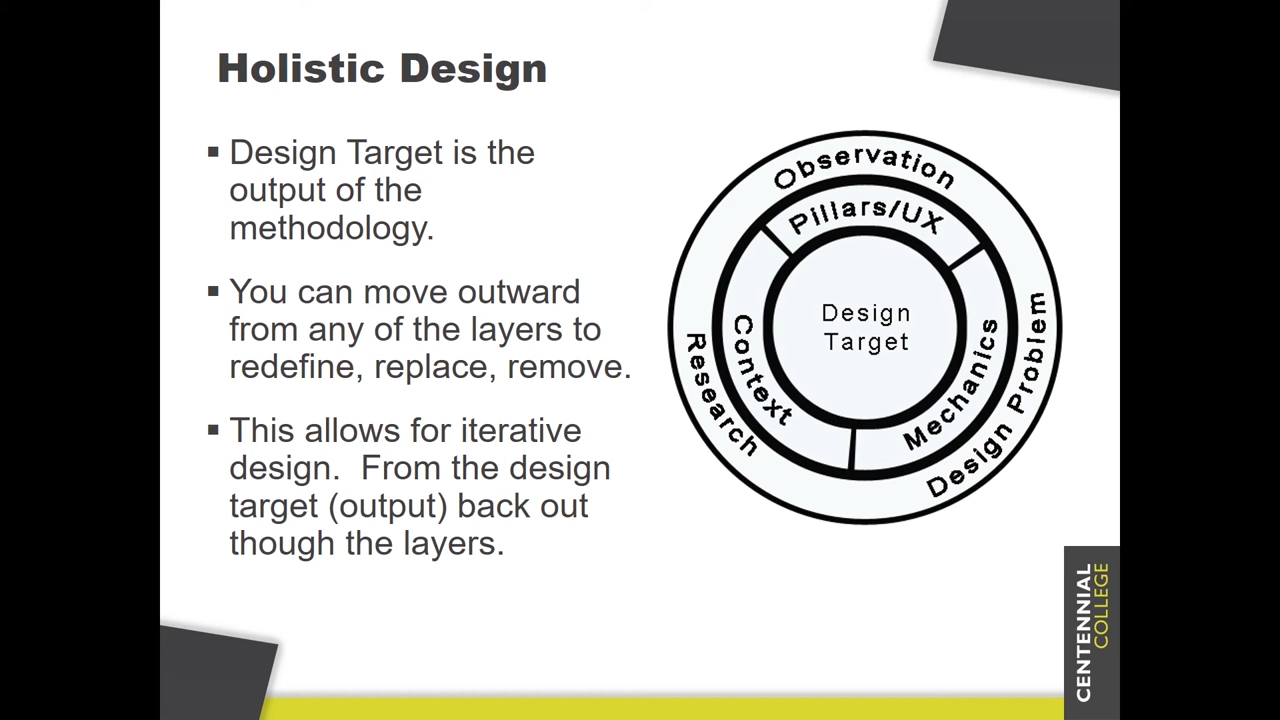 Holistic Design
▪ Design Target is the
output of the
methodology.
▪ You can move outward
from any of the layers to
redefine, replace, remove.
▪ This allows for iterative
design.  From the design
target (output) back out
though the layers.
Observation
Pillars/UX
Design
Target
Context
Mechanics
Research
Design Problem
CENTENNIAL
COLLEGE